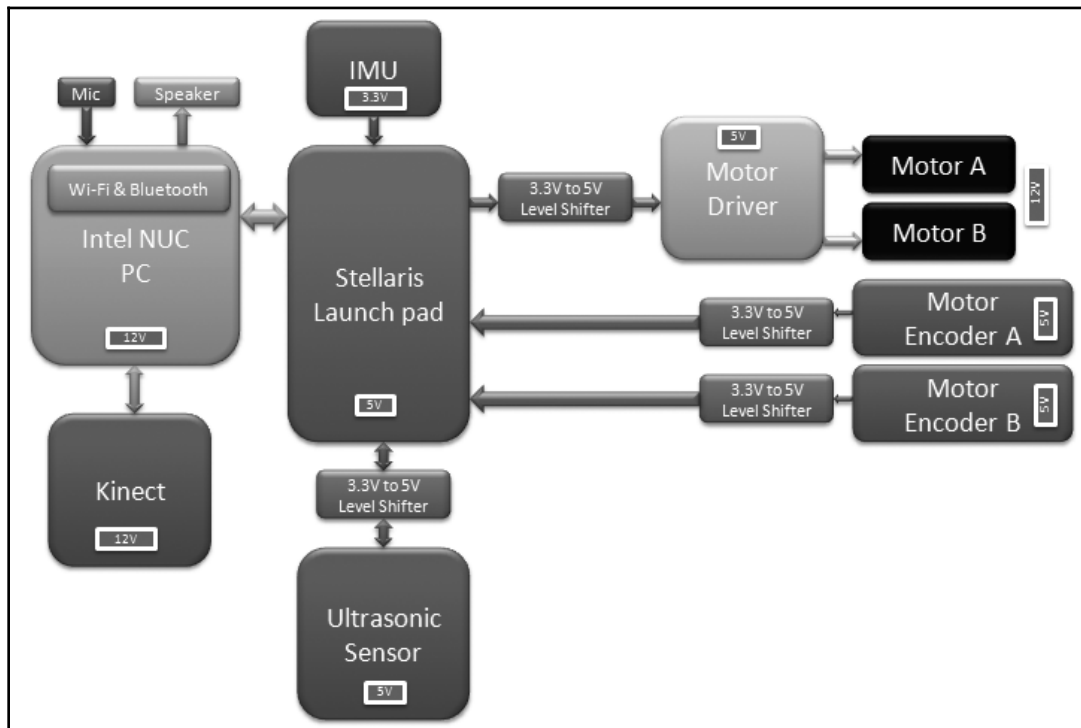 IMU
3.3V
Mic
Speaker
Wi-Fi & Bluetooth
Intel NUC
PC
12V
Stellaris
Launch pad
5V
3.3V to 5V
Level Shifter
5V
Motor
Driver
Motor A
Motor B
12V
3.3V to 5V
Level Shifter
Motor
Encoder A
5V
3.3V to 5V
Level Shifter
Motor
Encoder B
5V
Kinect
12V
3.3V to 5V
Level Shifter
Ultrasonic
Sensor
5V